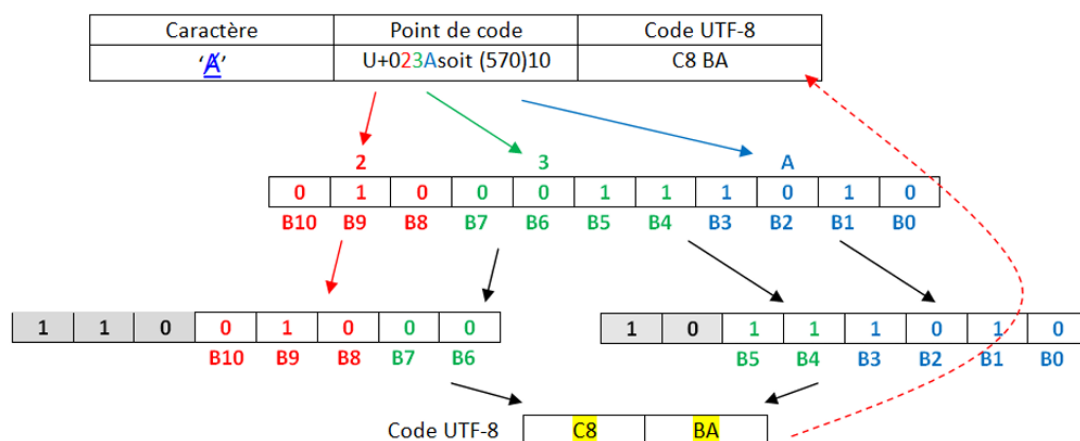 Caractère Point de code Code UTF-8
‘Ⱥ’ U+023Asoit (570)10 C8 BA
2 3 A
0 1 0 0 0 1 1 1 0 1 0
B10 B9 B8 B7 B6 B5 B4 B3 B2 B1 B0
1 1 0 0 1 0 0 0 1 0 1 1 1 0 1 0
B10 B9 B8 B7 B6 B5 B4 B3 B2 B1 B0
Code UTF-8 C8 BA